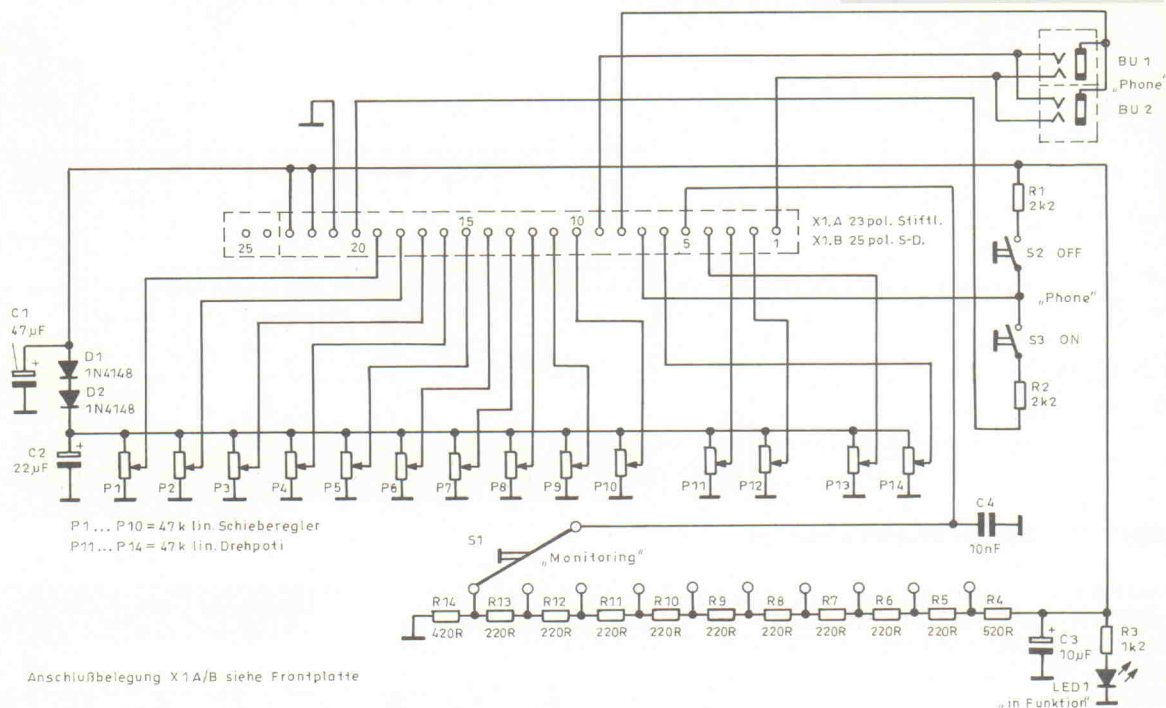 BU 1
„Phone"
BU 2
15
10
25
20
5
1
X1.A 23pol. Stiftl.
X1.B 25 pol. S-D.
R1
2k2
S2 OFF
„Phone"
S3 ON
R2
2k2
C1
47µF
+
D1
1N4148
D2
1N4148
C2
22µF
+
P1
P2
P3
P4
P5
P6
P7
P8
P9
P10
P11
P12
P13
P14
P1... P10 = 47k lin. Schieberegler
P11... P14 = 47k lin. Drehpoti
S1
„Monitoring"
C4
10nF
R14
R13
R12
R11
R10
R9
R8
R7
R6
R5
R4
420R
220R
220R
220R
220R
220R
220R
220R
220R
220R
520R
+
C3
10µF
R3
1k2
LED1
„in Funktion"
Anschlußbelegung X1A/B siehe Frontplatte